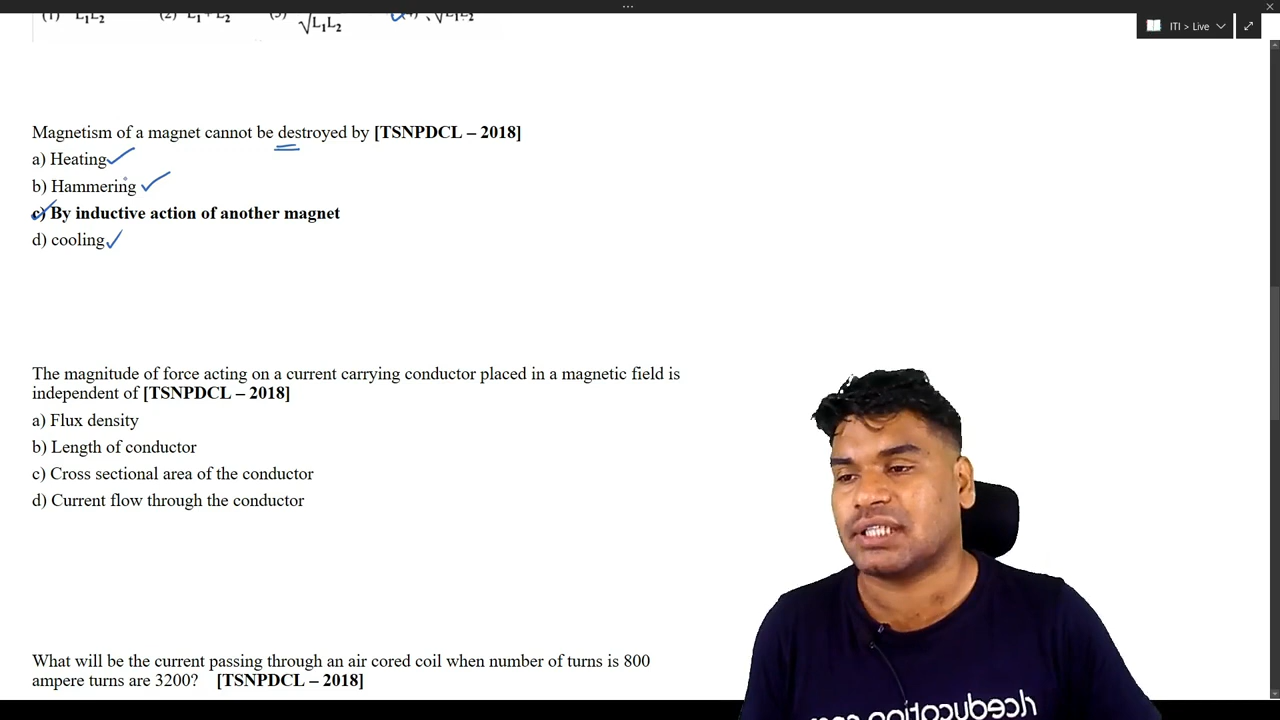 ITI > Live
√L₁L₂
Magnetism of a magnet cannot be destroyed by [TSNPDCL – 2018]
a) Heating
b) Hammering
c) By inductive action of another magnet
d) cooling
The magnitude of force acting on a current carrying conductor placed in a magnetic field is
independent of [TSNPDCL – 2018]
a) Flux density
b) Length of conductor
c) Cross sectional area of the conductor
d) Current flow through the conductor
What will be the current passing through an air cored coil when number of turns is 800
ampere turns are 3200? [TSNPDCL – 2018]